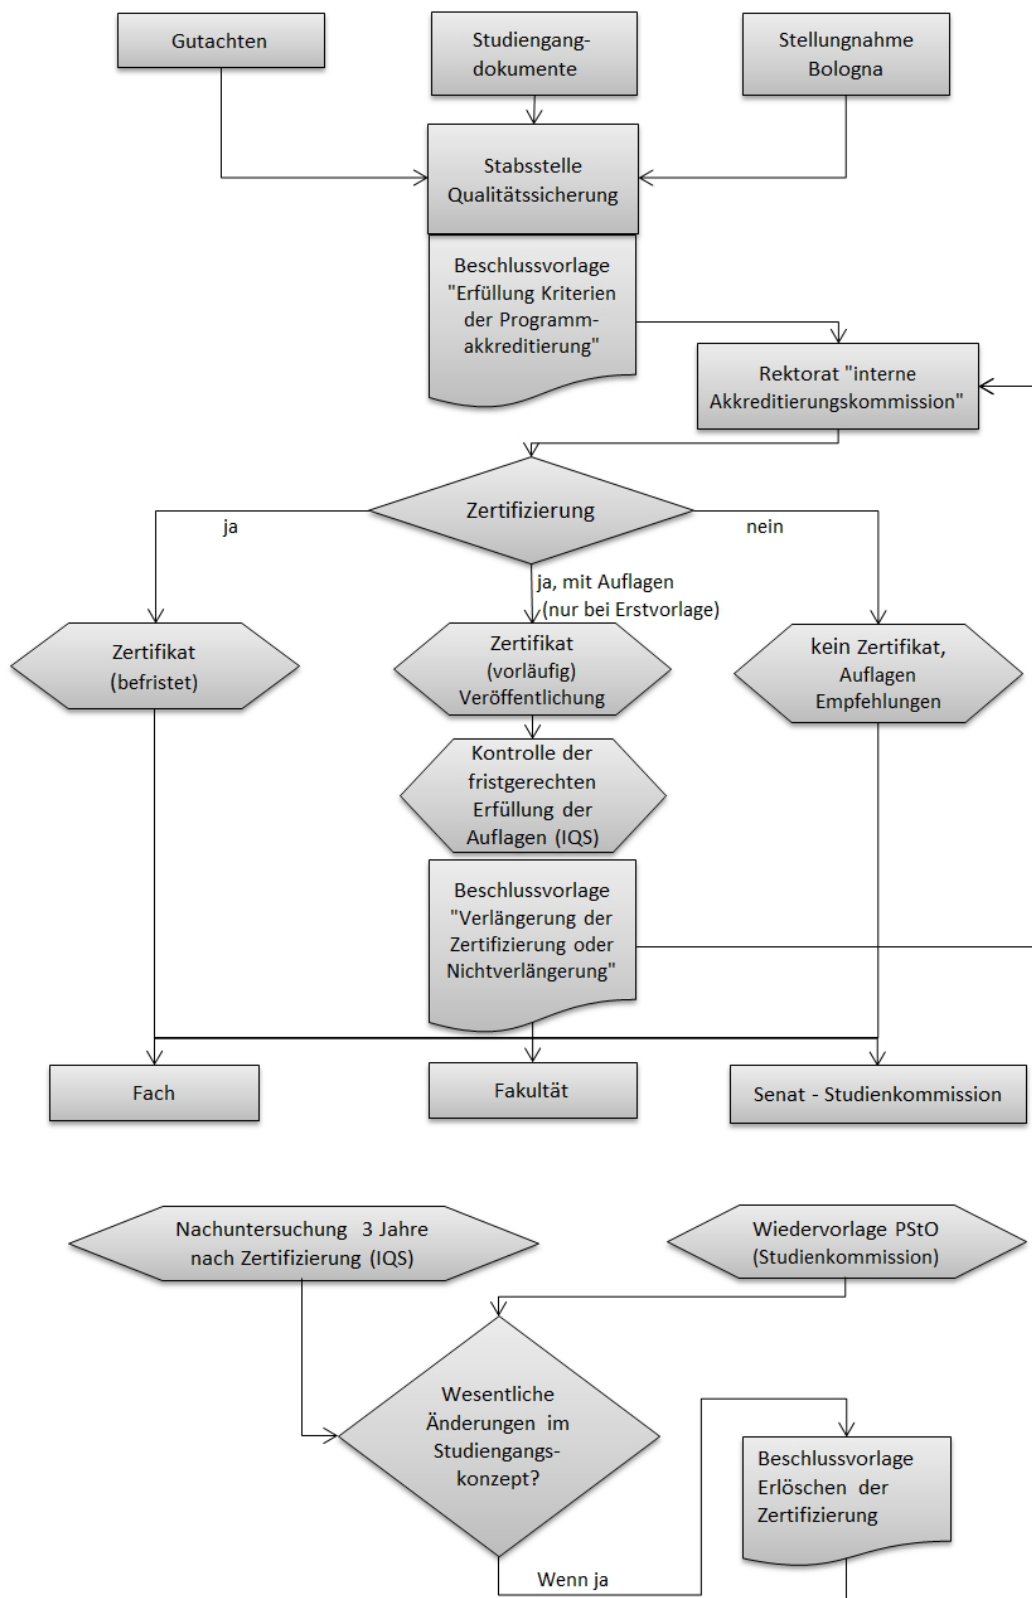 Gutachten
Studiengang-
dokumente
Stellungnahme
Bologna
Stabsstelle
Qualitätssicherung
Beschlussvorlage
"Erfüllung Kriterien
der Programm-
akkreditierung"
Rektorat "interne
Akkreditierungskommission"
Zertifizierung
ja
nein
ja, mit Auflagen
(nur bei Erstvorlage)
Zertifikat
(befristet)
Zertifikat
(vorläufig)
Veröffentlichung
kein Zertifikat,
Auflagen
Empfehlungen
Kontrolle der
fristgerechten
Erfüllung der
Auflagen (IQS)
Beschlussvorlage
"Verlängerung der
Zertifizierung oder
Nichtverlängerung"
Fach
Fakultät
Senat - Studienkommission
Nachuntersuchung 3 Jahre
nach Zertifizierung (IQS)
Wiedervorlage PStO
(Studienkommission)
Wesentliche
Änderungen im
Studiengangs-
konzept?
Beschlussvorlage
Erlöschen der
Zertifizierung
Wenn ja